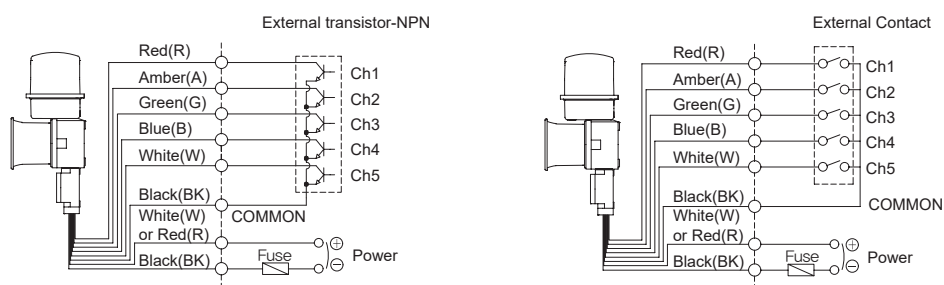 External transistor-NPN
Red(R)
Ch1
Amber(A)
Ch2
Green(G)
Ch3
Blue(B)
Ch4
White(W)
Ch5
Black(BK)
COMMON
White(W)
or Red(R)
Fuse
⊕
Power
Black(BK)
⊖
External Contact
Red(R)
Ch1
Amber(A)
Ch2
Green(G)
Ch3
Blue(B)
Ch4
White(W)
Ch5
Black(BK)
COMMON
White(W)
or Red(R)
Fuse
⊕
Power
Black(BK)
⊖